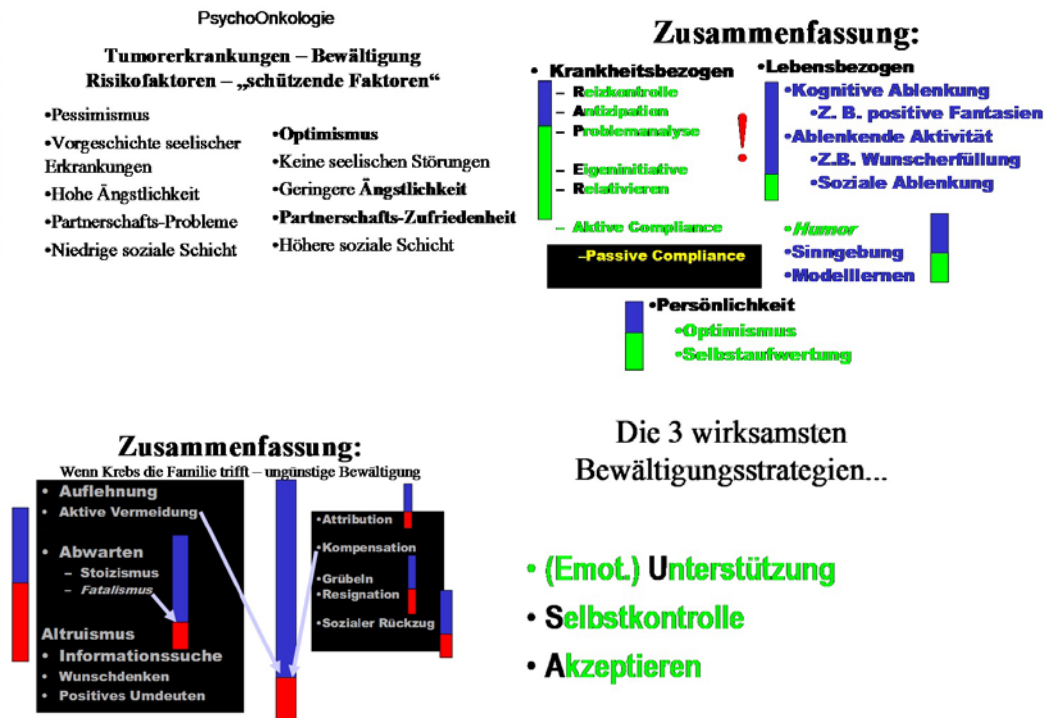 PsychoOnkologie
Tumorerkrankungen – Bewältigung
Risikofaktoren – „schützende Faktoren“
•Pessimismus
•Vorgeschichte seelischer
Erkrankungen
•Hohe Ängstlichkeit
•Partnerschafts-Probleme
•Niedrige soziale Schicht
•Optimismus
•Keine seelischen Störungen
•Geringere Ängstlichkeit
•Partnerschafts-Zufriedenheit
•Höhere soziale Schicht
Zusammenfassung:
• Krankheitsbezogen
– Reizkontrolle
– Antizipation
– Problemanalyse
– Eigeninitiative
– Relativieren
– Aktive Compliance
–Passive Compliance
!
•Lebensbezogen
•Kognitive Ablenkung
•Z. B. positive Fantasien
•Ablenkende Aktivität
•Z.B. Wunscherfüllung
•Soziale Ablenkung
•Humor
•Sinngebung
•Modelllernen
•Persönlichkeit
•Optimismus
•Selbstaufwertung
Zusammenfassung:
Wenn Krebs die Familie trifft – ungünstige Bewältigung
• Auflehnung
• Aktive Vermeidung
• Abwarten
– Stoizismus
– Fatalismus
Altruismus
• Informationssuche
• Wunschdenken
• Positives Umdeuten
•Attribution
•Kompensation
•Grübeln
•Resignation
•Sozialer Rückzug
Die 3 wirksamsten
Bewältigungsstrategien...
• (Emot.) Unterstützung
• Selbstkontrolle
• Akzeptieren